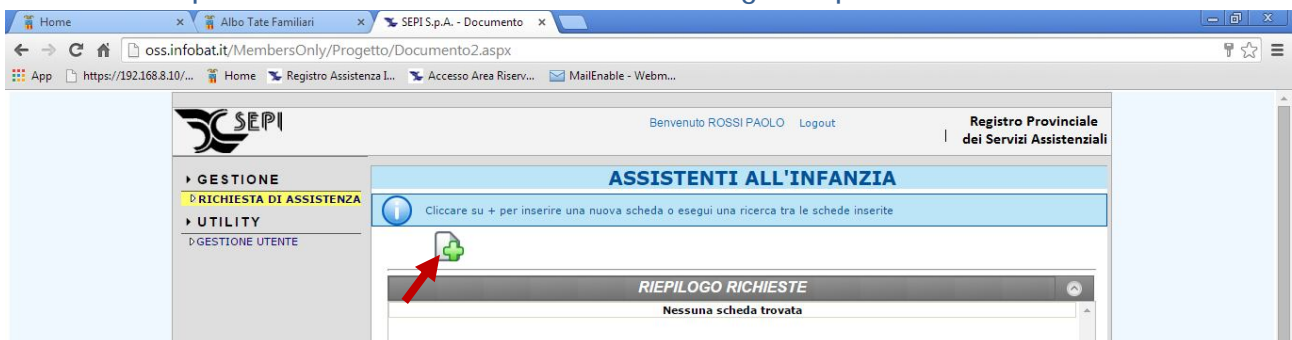 Home
Albo Tate Familiari
SEPI S.p.A. - Documento
oss.infobat.it/MembersOnly/Progetto/Documento2.aspx
App
https://192.168.8.10/...
Home
Registro Assistenza I...
Accesso Area Riserv...
MailEnable - Webm...
SEPI
Benvenuto ROSSI PAOLO Logout
Registro Provinciale
dei Servizi Assistenziali
GESTIONE
RICHIESTA DI ASSISTENZA
UTILITY
GESTIONE UTENTE
ASSISTENTI ALL'INFANZIA
Cliccare su + per inserire una nuova scheda o esegui una ricerca tra le schede inserite
RIEPILOGO RICHIESTE
Nessuna scheda trovata